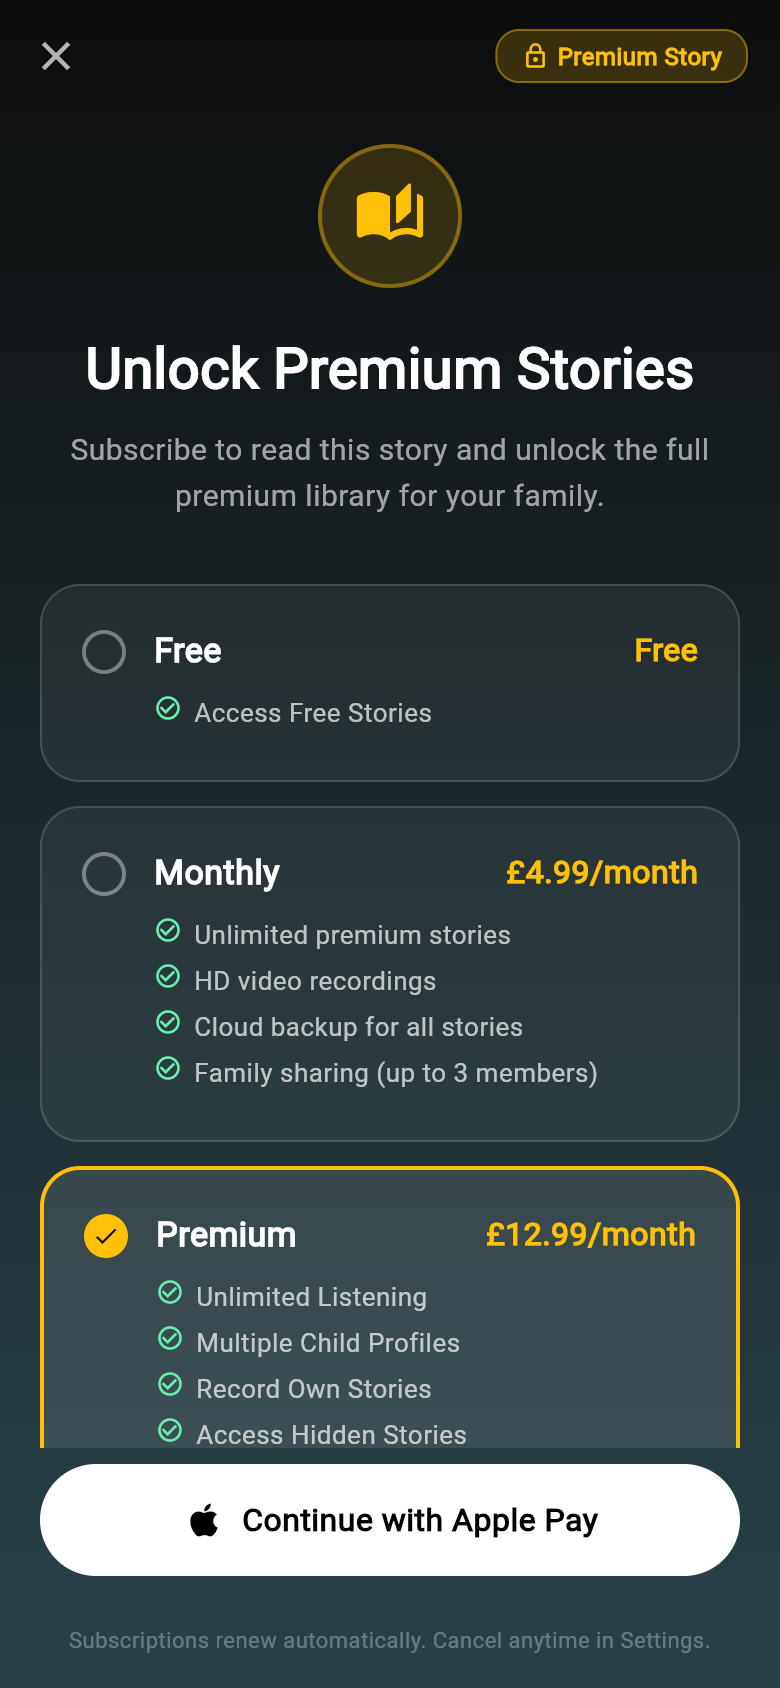 Premium Story
Unlock Premium Stories
Subscribe to read this story and unlock the full
premium library for your family.
Free
Free
Access Free Stories
Monthly
£4.99/month
Unlimited premium stories
HD video recordings
Cloud backup for all stories
Family sharing (up to 3 members)
Premium
£12.99/month
Unlimited Listening
Multiple Child Profiles
Record Own Stories
Access Hidden Stories
Continue with Apple Pay
Subscriptions renew automatically. Cancel anytime in Settings.